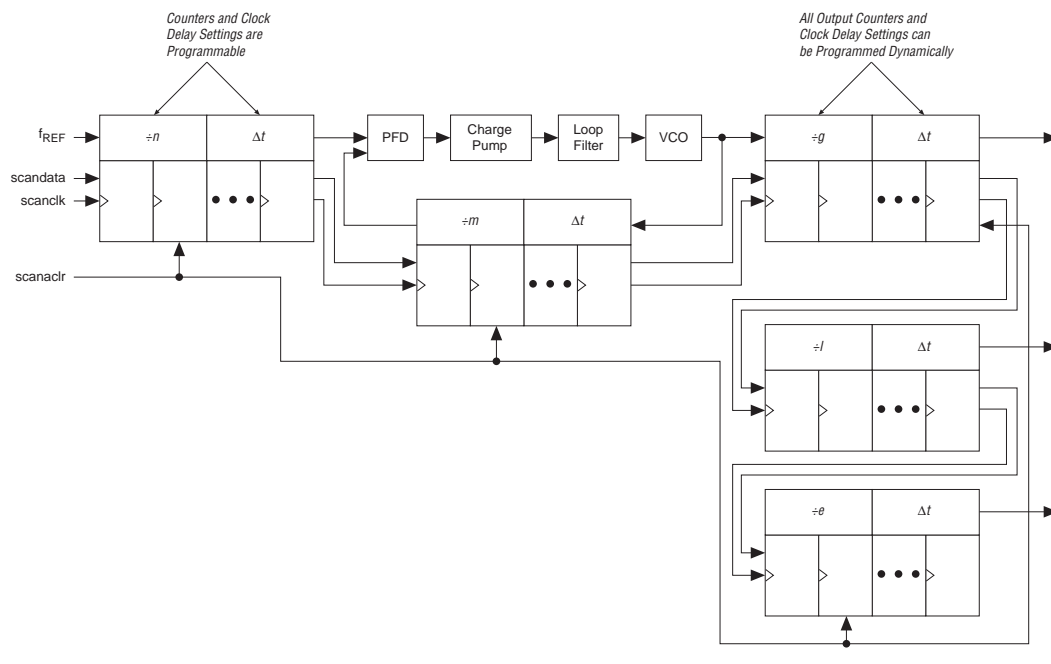 Counters and Clock
Delay Settings are
Programmable
All Output Counters and
Clock Delay Settings can
be Programmed Dynamically
fREF
÷n
Δt
PFD
Charge
Pump
Loop
Filter
VCO
÷g
Δt
scandata
scanclk
÷m
Δt
scanaclr
÷l
Δt
÷e
Δt